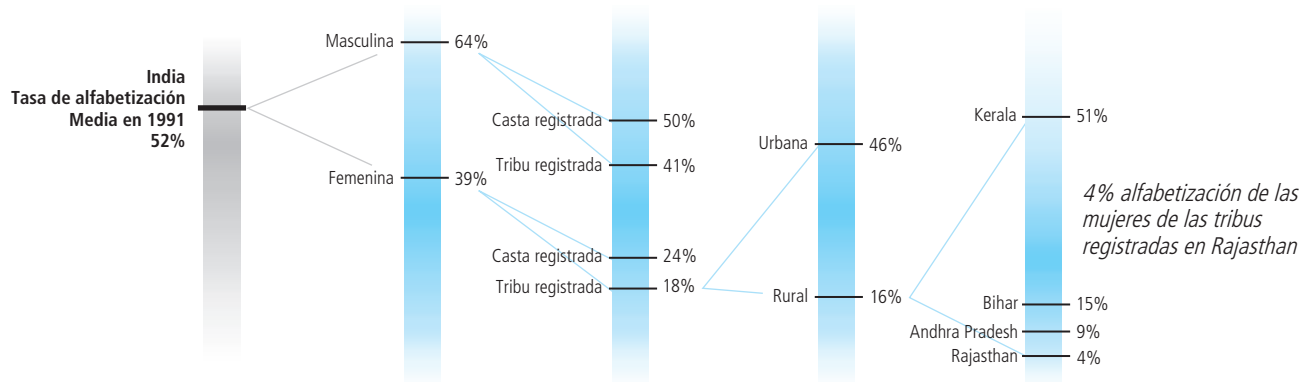 India
Tasa de alfabetización
Media en 1991
52%
Masculina 64%
Femenina 39%
Casta registrada 50%
Tribu registrada 41%
Casta registrada 24%
Tribu registrada 18%
Urbana 46%
Rural 16%
Kerala 51%
Bihar 15%
Andhra Pradesh 9%
Rajasthan 4%
4% alfabetización de las
mujeres de las tribus
registradas en Rajasthan